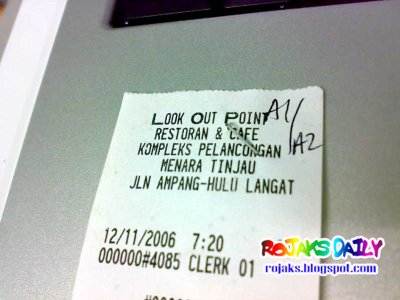 LOOK OUT POINT A1/
RESTORAN & CAFE A2
KOMPLEKS PELANCONGAN
MENARA TINJAU
JLN AMPANG-HULU LANGAT
12/11/2006 7:20
000000#4085 CLERK 01
ROJAKS DAILY
rojaks.blogspot.com